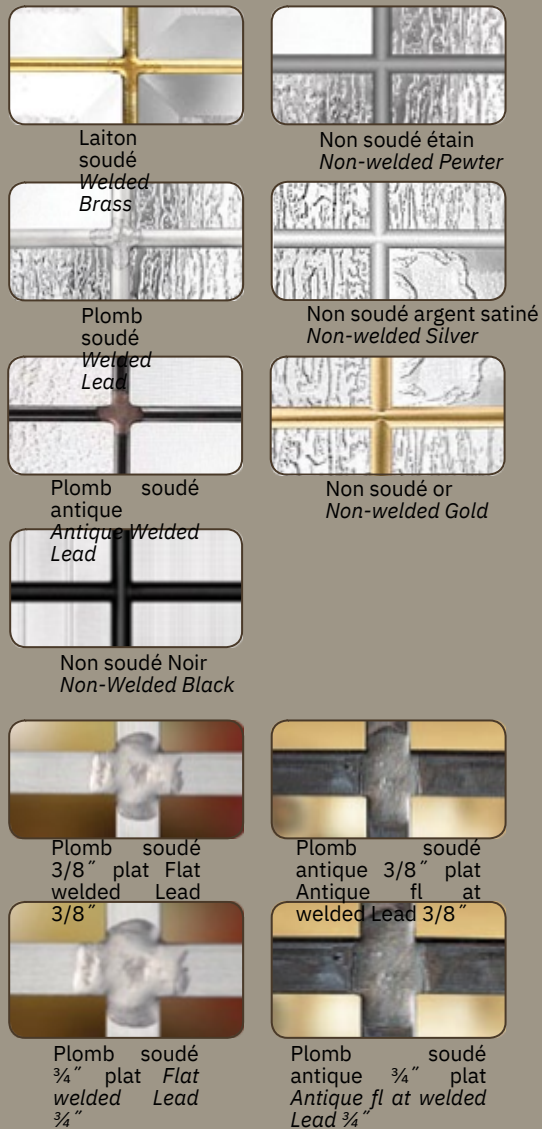 Laiton
soudé
Welded
Brass
Non soudé étain
Non-welded Pewter
Plomb
soudé
Welded
Lead
Non soudé argent satiné
Non-welded Silver
Plomb soudé
antique
Antique Welded
Lead
Non soudé or
Non-welded Gold
Non soudé Noir
Non-Welded Black
Plomb soudé
3/8˝ plat Flat
welded Lead
3/8˝
Plomb soudé
antique 3/8˝ plat
Antique fl at
welded Lead 3/8˝
Plomb soudé
¾˝ plat Flat
welded Lead
¾˝
Plomb soudé
antique ¾˝ plat
Antique fl at welded
Lead ¾˝